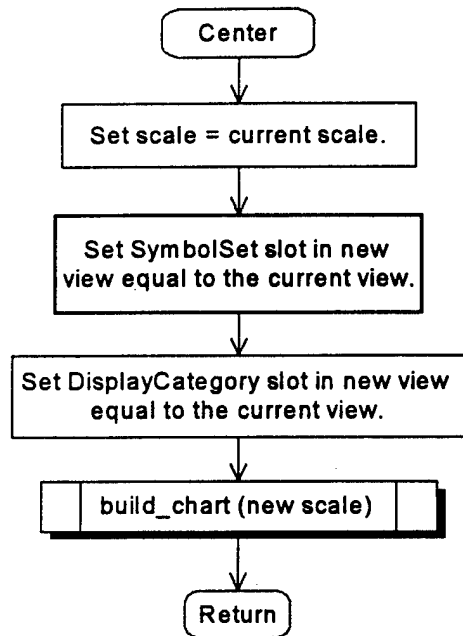 Center
Set scale = current scale.
Set SymbolSet slot in new
view equal to the current view.
Set DisplayCategory slot in new view
equal to the current view.
build_chart (new scale)
Return